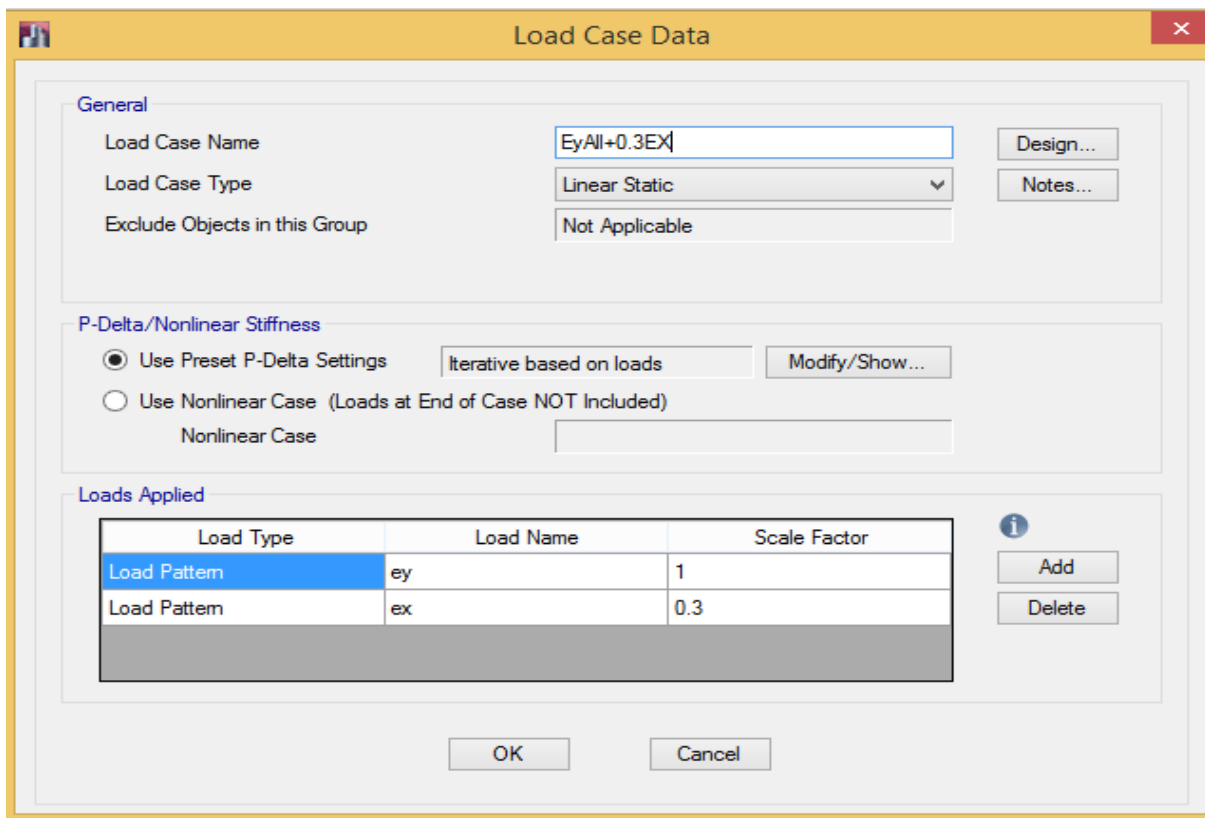 Load Case Data
General
Load Case Name EyAll+0.3EX Design...
Load Case Type Linear Static Notes...
Exclude Objects in this Group Not Applicable
P-Delta/Nonlinear Stiffness
Use Preset P-Delta Settings Iterative based on loads Modify/Show...
Use Nonlinear Case (Loads at End of Case NOT Included)
Nonlinear Case
Loads Applied
Load Type Load Name Scale Factor
Load Pattern ey 1 Add
Load Pattern ex 0.3 Delete
OK Cancel